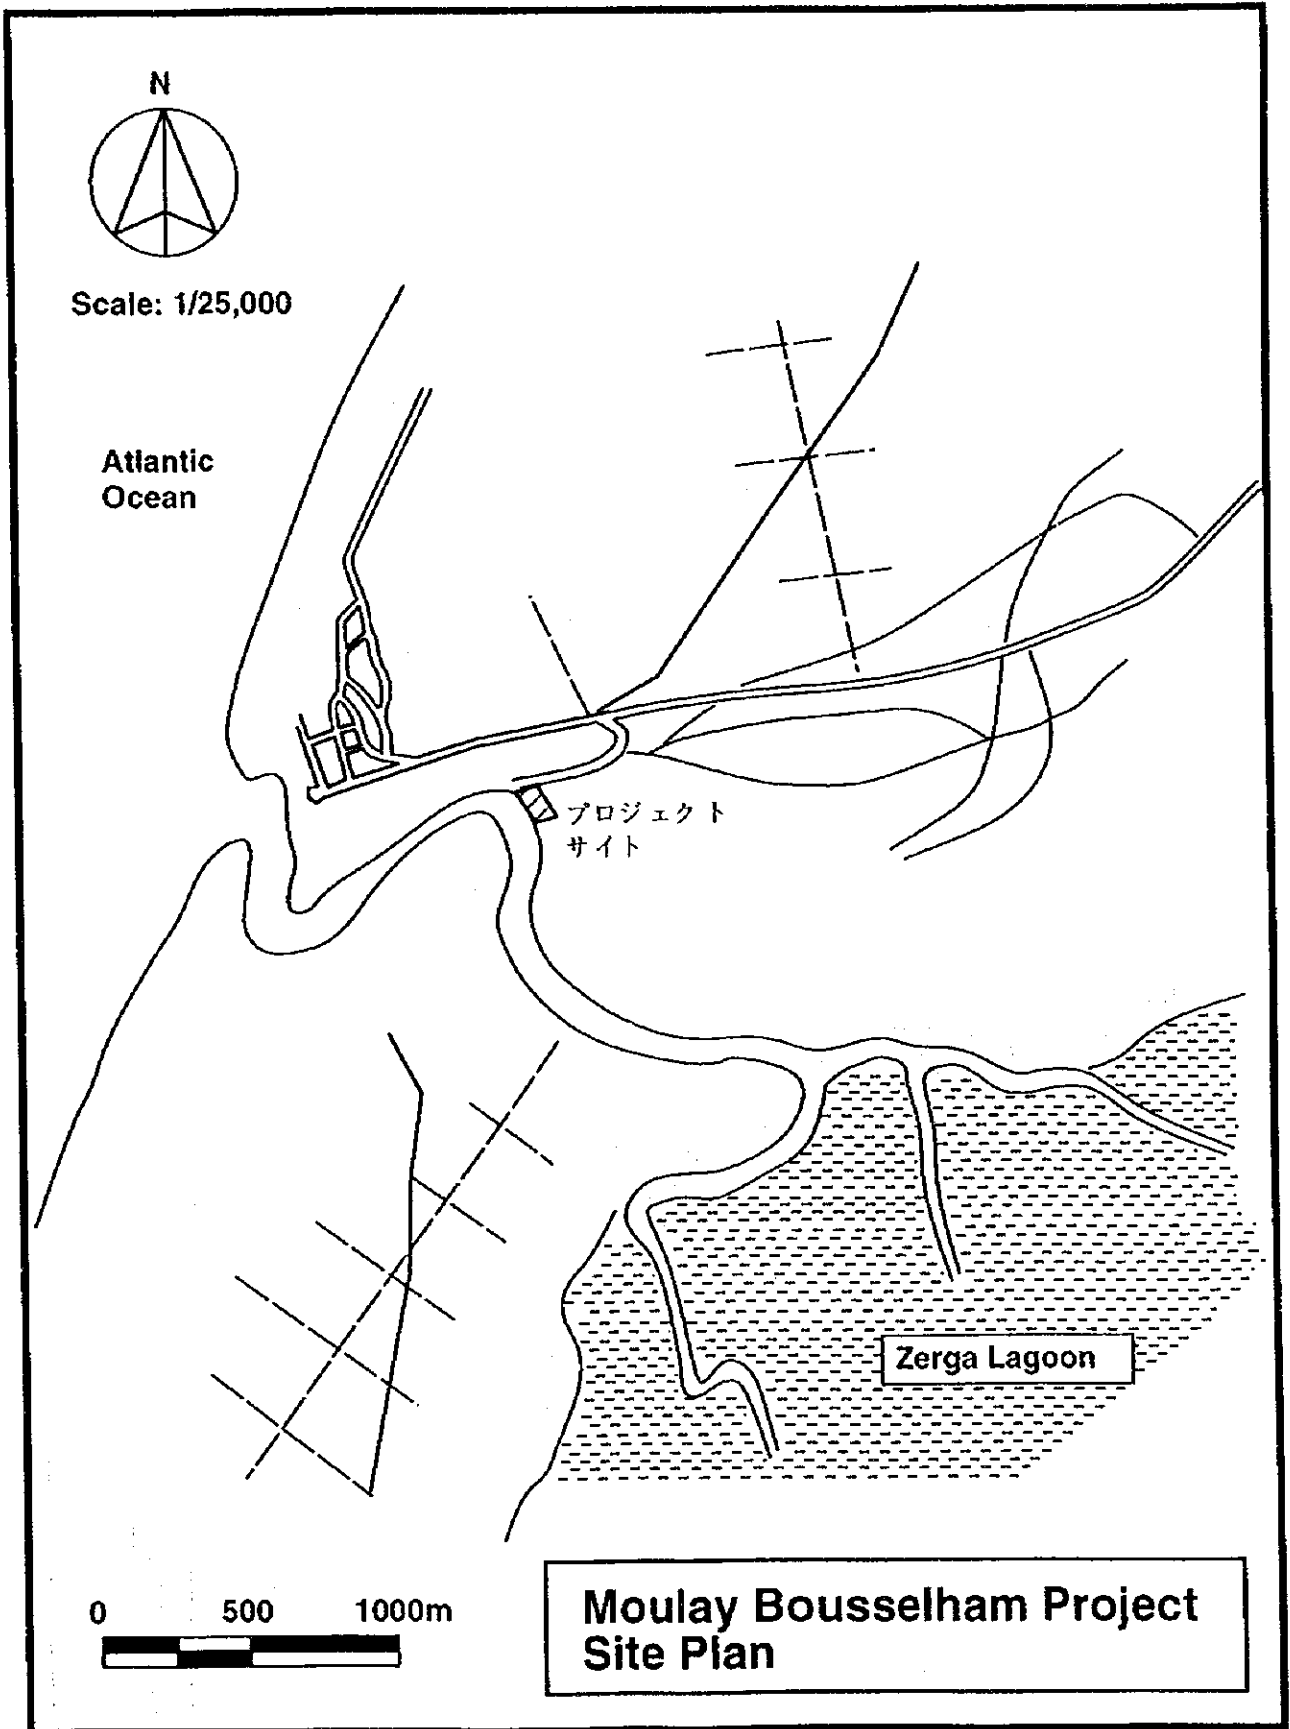 N
Scale: 1/25,000
Atlantic
Ocean
プロジェクト
サイト
Zerga Lagoon
0 500 1000m
Moulay Bousselham Project
Site Plan